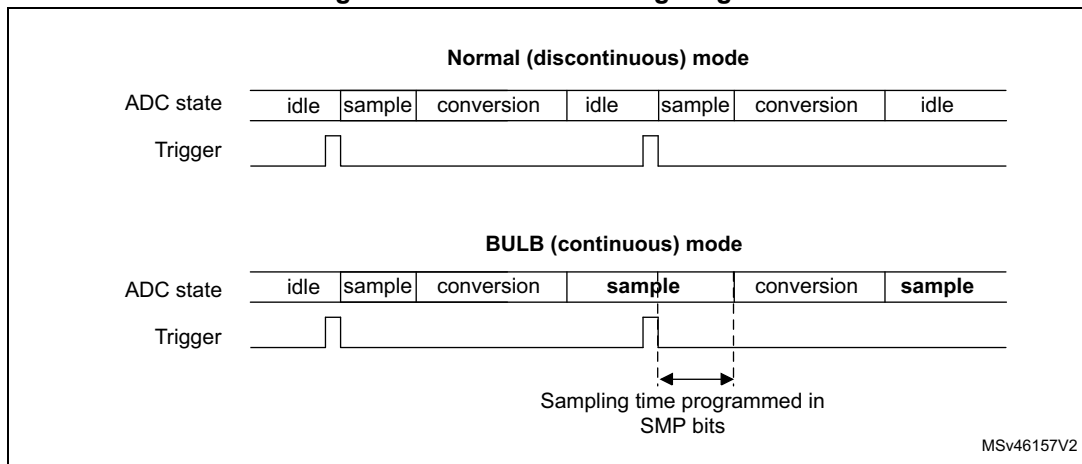 Normal (discontinuous) mode
ADC state idle sample conversion idle sample conversion idle
Trigger
BULB (continuous) mode
ADC state idle sample conversion sample conversion sample
Trigger
Sampling time programmed in
SMP bits
MSv46157V2